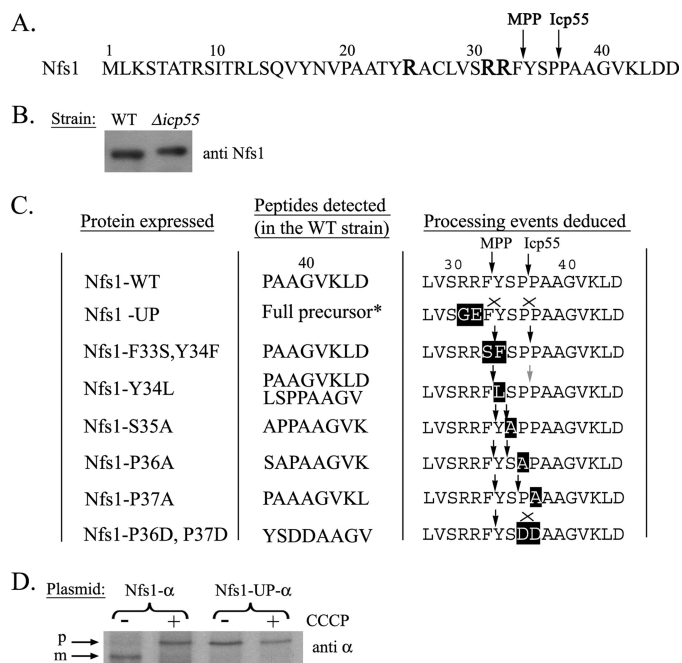 A.
MPP Icp55
1 10 20 30 40
Nfs1 MLKSTATRSITRLSQVYNVPAATYRACLVSRRFYSPPAAGVKLDD
B.
Strain: WT Δicp55
anti Nfs1
C.
Protein expressed Peptides detected (in the WT strain) Processing events deduced
MPP Icp55
40 30 40
Nfs1-WT PAAGVKLD LVSRRFYSPPAAGVKLD
Nfs1 -UP Full precursor* LVSGEFYSPPAAGVKLD
Nfs1-F33S,Y34F PAAGVKLD LVSRRSFSPPAAGVKLD
Nfs1-Y34L PAAGVKLD LSPPAAGV LVSRRFLSPPAAGVKLD
Nfs1-S35A APPAAGVK LVSRRFYAPPAAGVKLD
Nfs1-P36A SAPAAGVK LVSRRFYSAPAAGVKLD
Nfs1-P37A PAAAGVKL LVSRRFYSPAAAGVKLD
Nfs1-P36D, P37D YSDDAAGV LVSRRFYSDDAAGVKLD
D.
Plasmid: Nfs1-α Nfs1-UP-α
- + - + CCCP
p
m
anti α